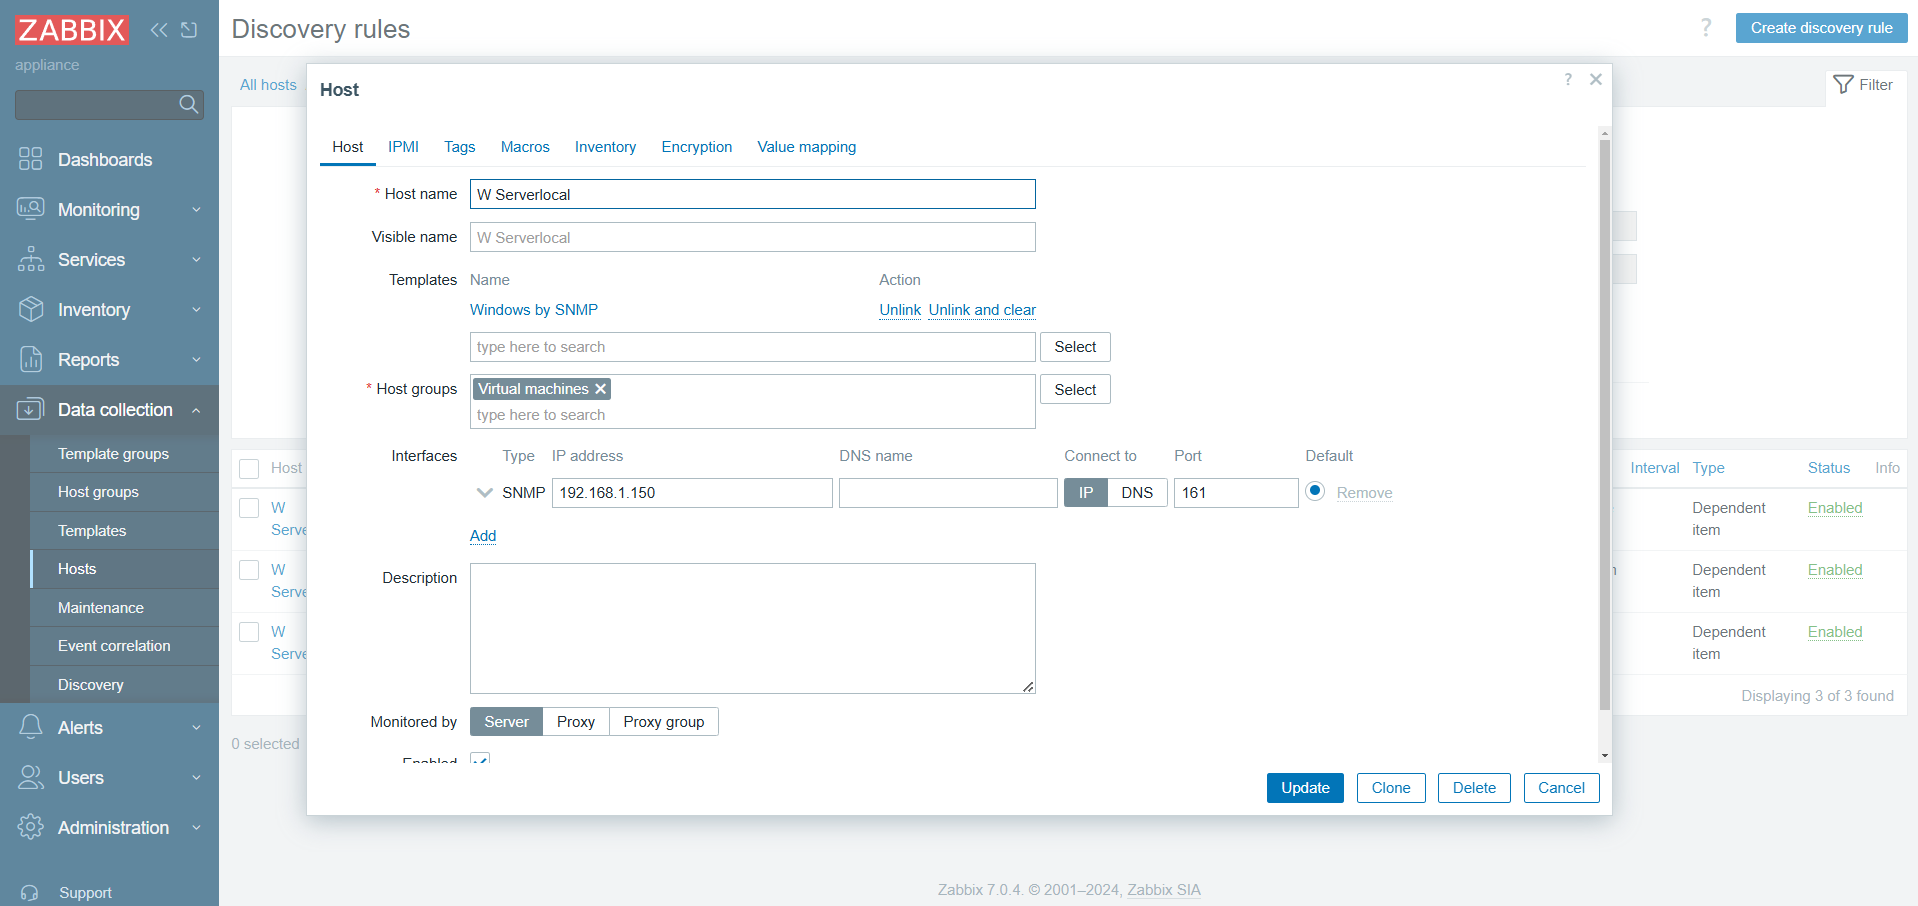 ZABBIX
appliance
Dashboards
Monitoring
Services
Inventory
Reports
Data collection
Template groups
Host groups
Templates
Hosts
Maintenance
Event correlation
Discovery
Alerts
Users
Administration
Support
Discovery rules
? Create discovery rule
All hosts
Filter
Host
?
Host IPMI Tags Macros Inventory Encryption Value mapping
* Host name W Serverlocal
Visible name W Serverlocal
Templates Name Action
Windows by SNMP Unlink Unlink and clear
type here to search Select
* Host groups Virtual machines Select
type here to search
Interfaces Type IP address DNS name Connect to Port Default
SNMP 192.168.1.150 IP DNS 161 Remove
Add
Description
Monitored by Server Proxy Proxy group
Enabled
Update Clone Delete Cancel
Host Interval Type Status Info
W Dependent Enabled
Serve item
W Dependent Enabled
Serve item
W Dependent Enabled
Serve item
Displaying 3 of 3 found
0 selected
Zabbix 7.0.4. © 2001–2024, Zabbix SIA